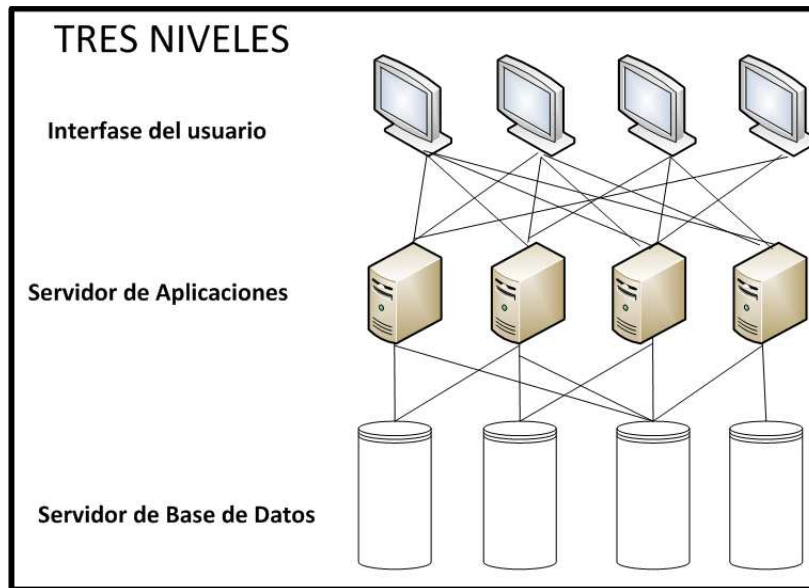 TRES NIVELES
Interfase del usuario
Servidor de Aplicaciones
Servidor de Base de Datos